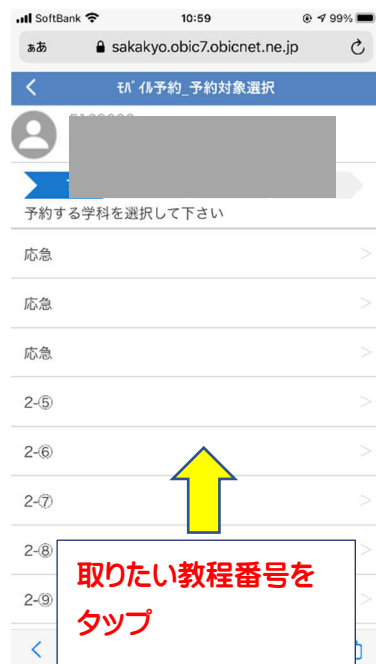 SoftBank 10:59 99%
ぁあ sakakyo.obic7.obicnet.ne.jp
ﾓﾊﾞｲﾙ予約_予約対象選択
予約する学科を選択して下さい
応急
応急
応急
2-⑤
2-⑥
2-⑦
2-⑧
2-⑨
取りたい教程番号を
タップ